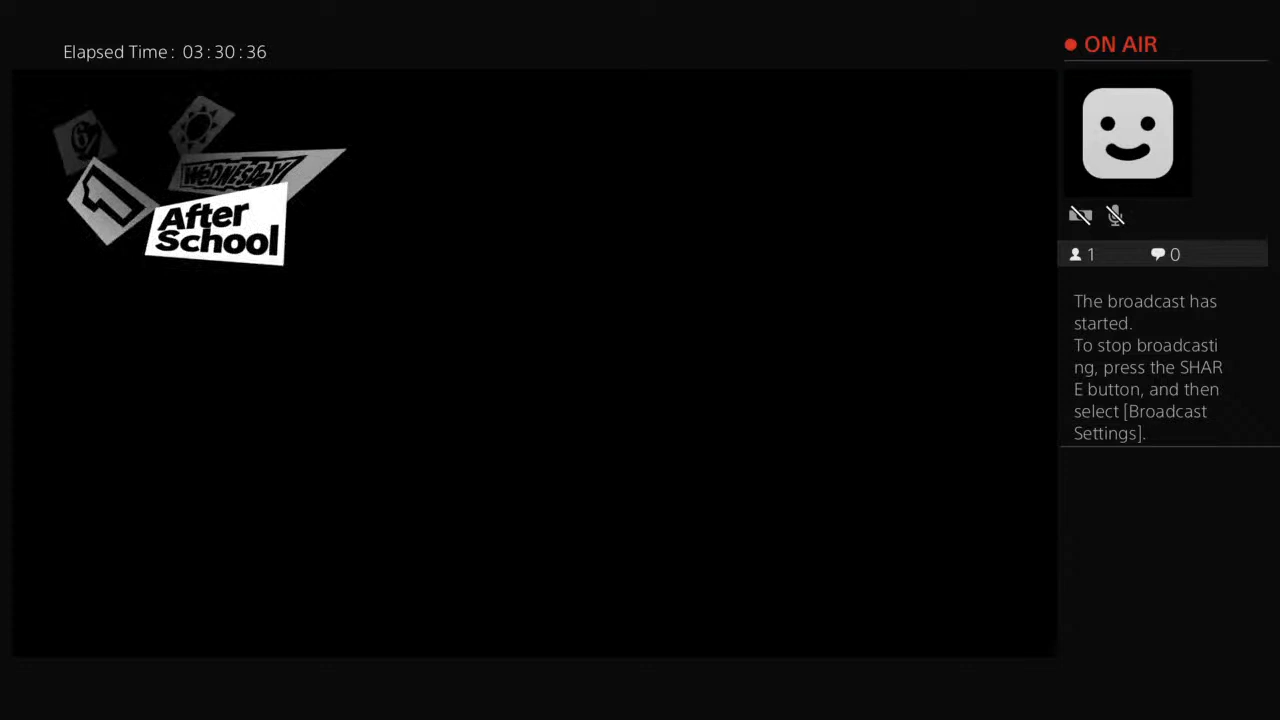 Elapsed Time: 03:30:36
ON AIR
6/
1
WEDNESDAY
After
School
1
0
The broadcast has
started.
To stop broadcasti
ng, press the SHAR
E button, and then
select [Broadcast
Settings].